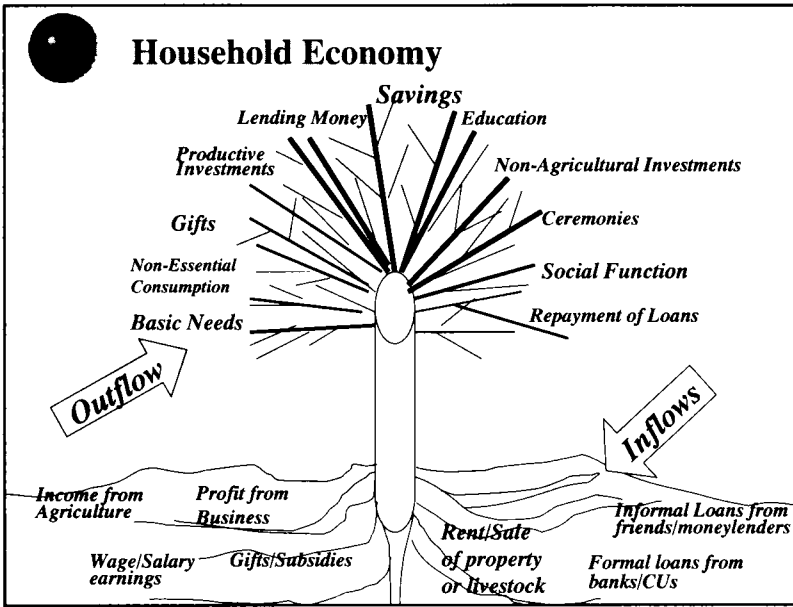 Household Economy
Savings
Lending Money
Education
Productive
Investments
Non-Agricultural Investments
Gifts
Ceremonies
Non-Essential
Consumption
Social Function
Basic Needs
Repayment of Loans
Outflow
Inflows
Income from
Agriculture
Profit from
Business
Informal Loans from
friends/moneylenders
Wage/Salary
earnings
Gifts/Subsidies
Rent/Sale
of property
or livestock
Formal loans from
banks/CUs